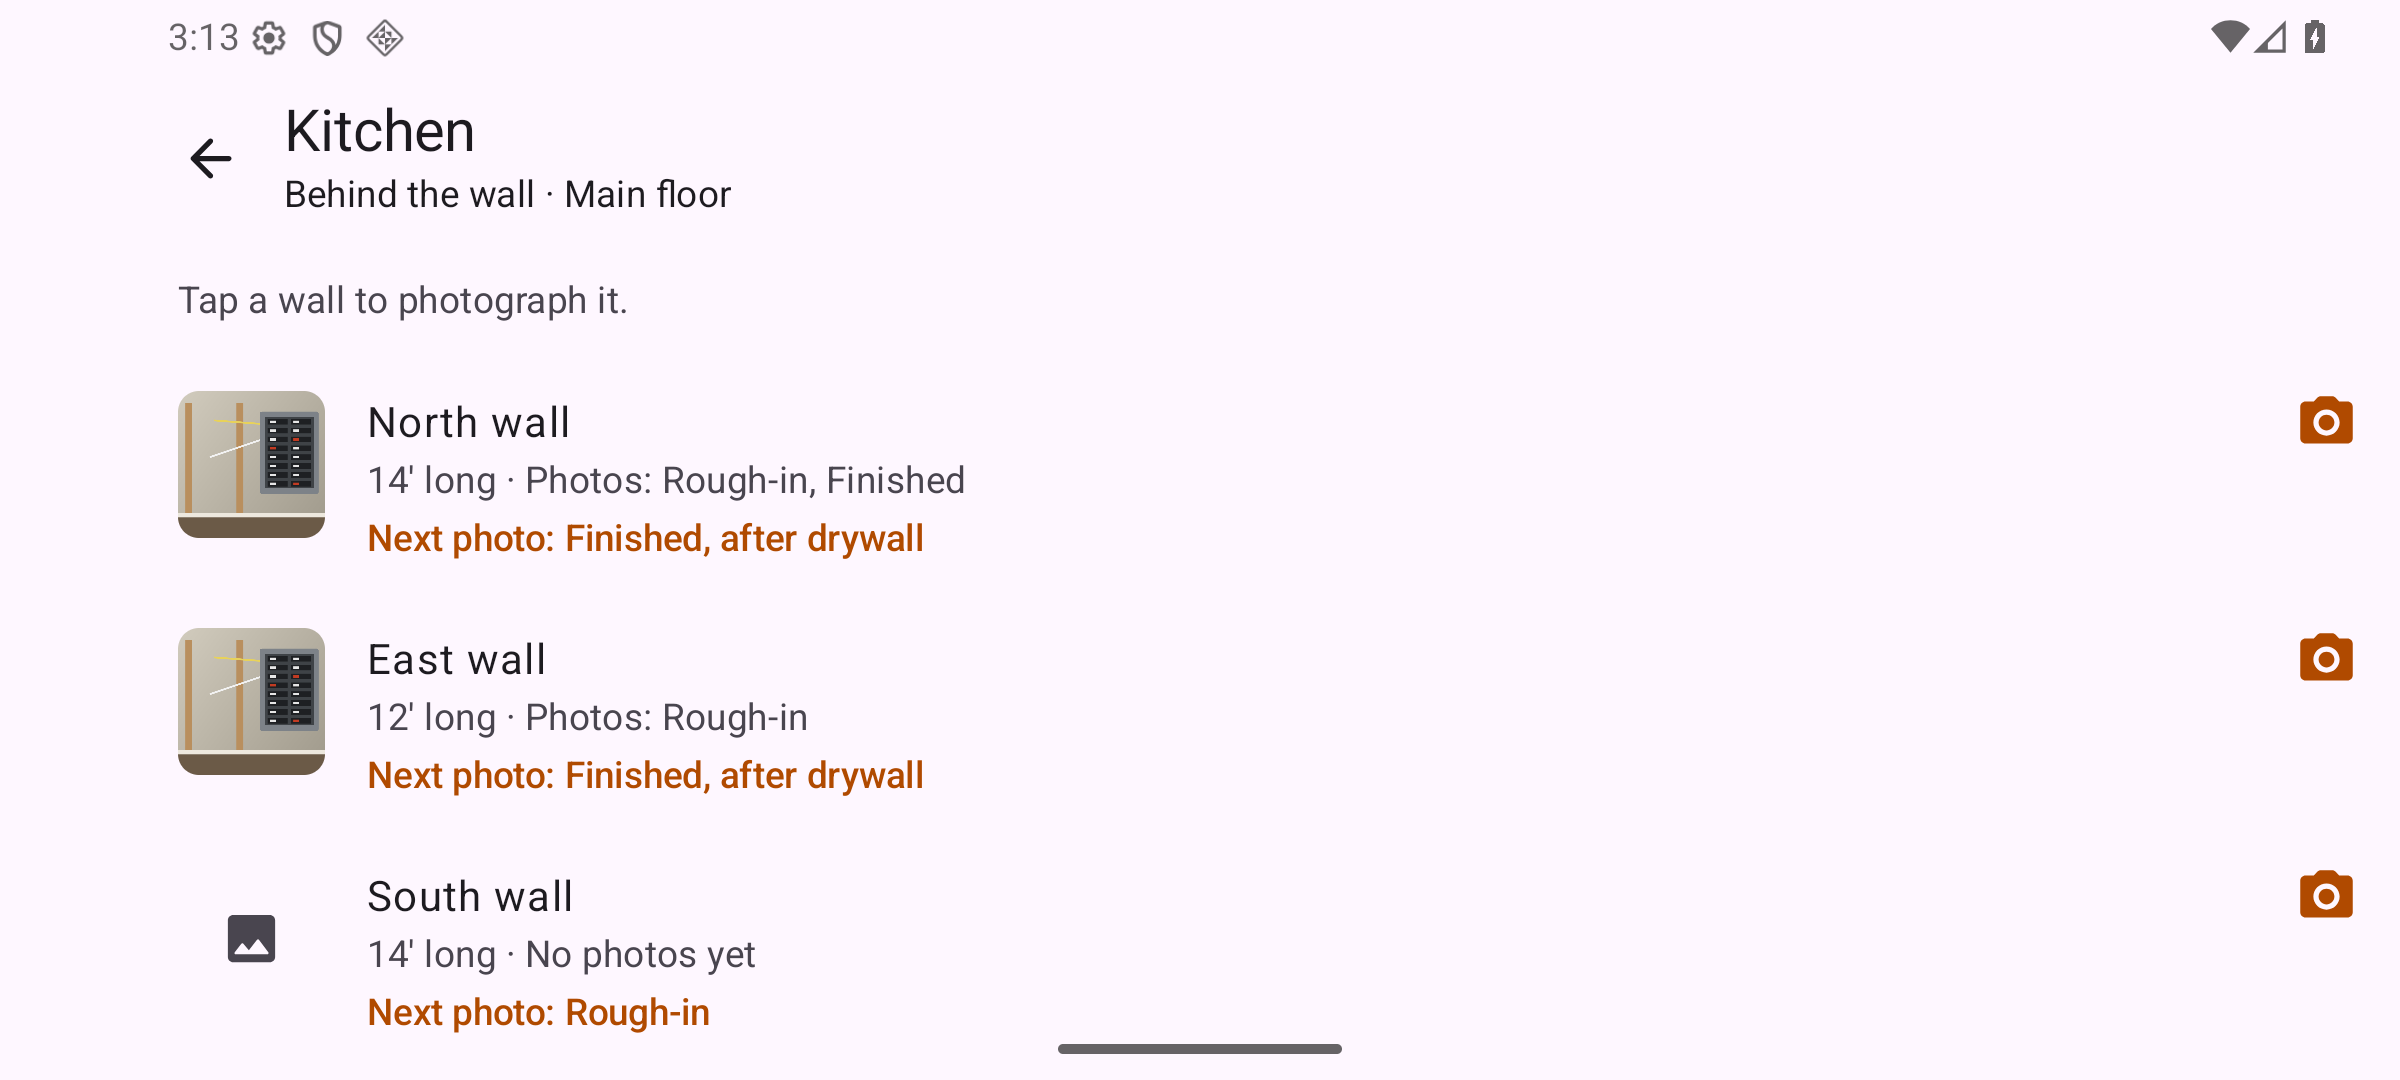 3:13
Kitchen
Behind the wall · Main floor
Tap a wall to photograph it.
North wall
14' long · Photos: Rough-in, Finished
Next photo: Finished, after drywall
East wall
12' long · Photos: Rough-in
Next photo: Finished, after drywall
South wall
14' long · No photos yet
Next photo: Rough-in